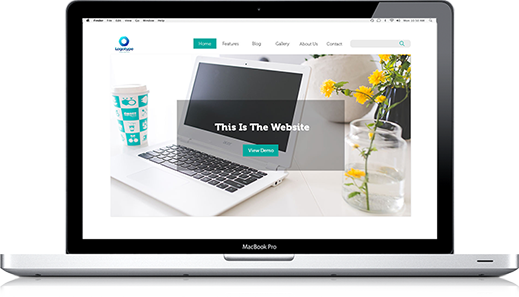 Finder File Edit View Go Window Help
Logotype
Home Features Blog Gallery About Us Contact
This Is The Website
View Demo
MacBook Pro